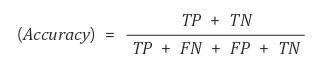 (Accuracy) = TP + TN / TP + FN + FP + TN